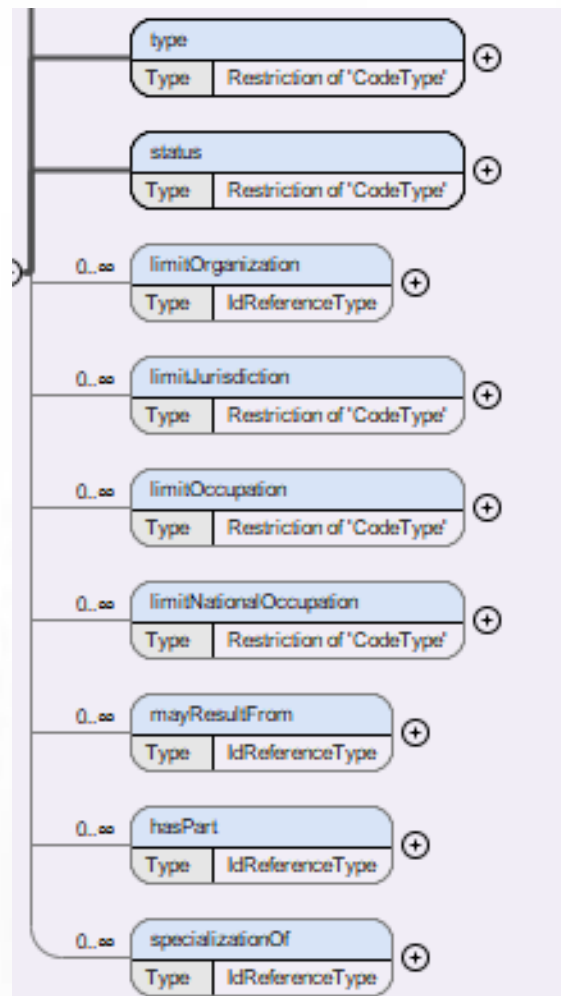 type
Type Restriction of 'CodeType'
status
Type Restriction of 'CodeType'
0..∞ limitOrganization
Type IdReferenceType
0..∞ limitJurisdiction
Type Restriction of 'CodeType'
0..∞ limitOccupation
Type Restriction of 'CodeType'
0..∞ limitNationalOccupation
Type Restriction of 'CodeType'
0..∞ mayResultFrom
Type IdReferenceType
0..∞ hasPart
Type IdReferenceType
0..∞ specializationOf
Type IdReferenceType